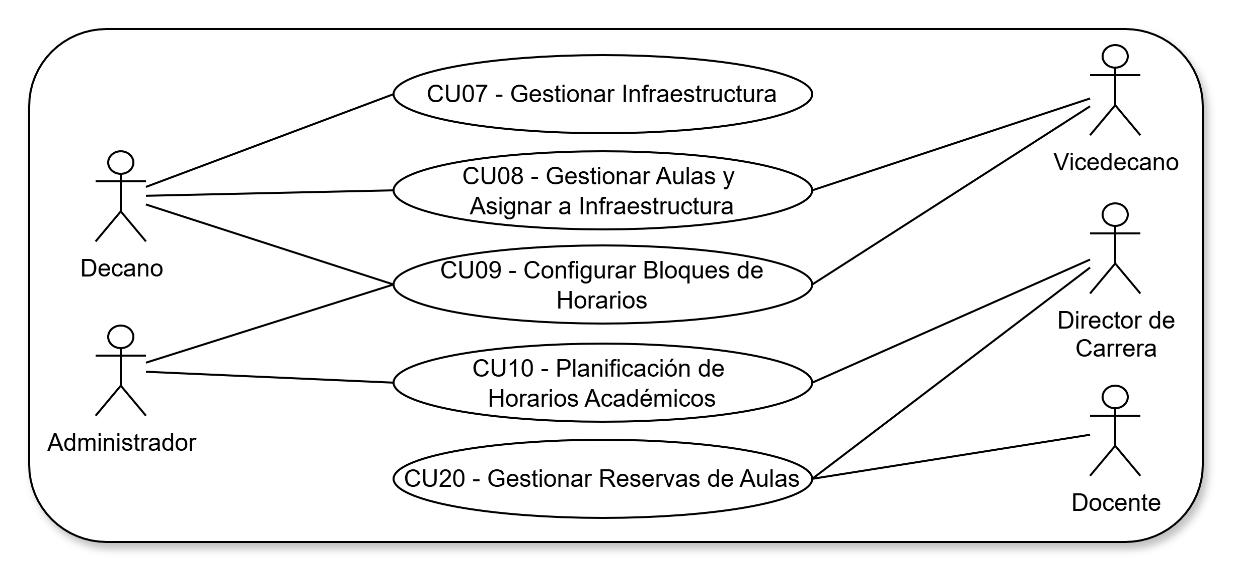 CU07 - Gestionar Infraestructura
CU08 - Gestionar Aulas y
Asignar a Infraestructura
CU09 - Configurar Bloques de
Horarios
CU10 - Planificación de
Horarios Académicos
CU20 - Gestionar Reservas de Aulas
Decano
Administrador
Vicedecano
Director de
Carrera
Docente